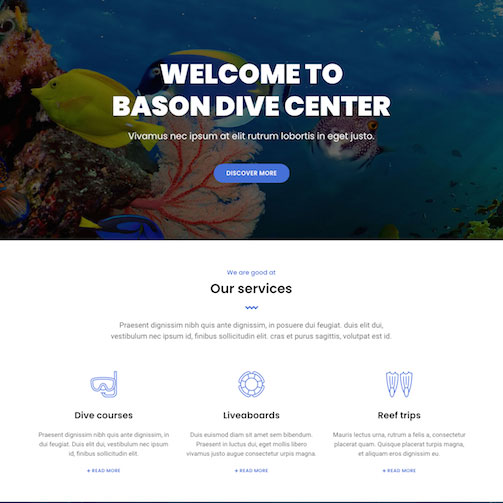 WELCOME TO
BASON DIVE CENTER
Vivamus nec ipsum at elit rutrum lobortis in eget justo.
DISCOVER MORE
We are good at
Our services
Praesent dignissim nibh quis ante dignissim, in posuere dui feugiat. duis elit dui,
vestibulum nec ipsum id, finibus sollicitudin elit. cras et purus sagittis, volutpat est id.
Dive courses
Praesent dignissim nibh quis ante dignissim, in
dui feugiat. Duis elit dui, vestibulum nec ipsum
id, finibus sollicitudin elit.
+ READ MORE
Liveaboards
Duis euismod diam sit amet sem bibendum.
Praesent in luctus dui, eget mollis libero
vivamus justo augue consectetur urpis magna.
+ READ MORE
Reef trips
Mauris lectus urna, rutrum a felis a, consectetur
placerat quam. Quisque placerat turpis magna,
et aliquam eros dignissim eu.
+ READ MORE